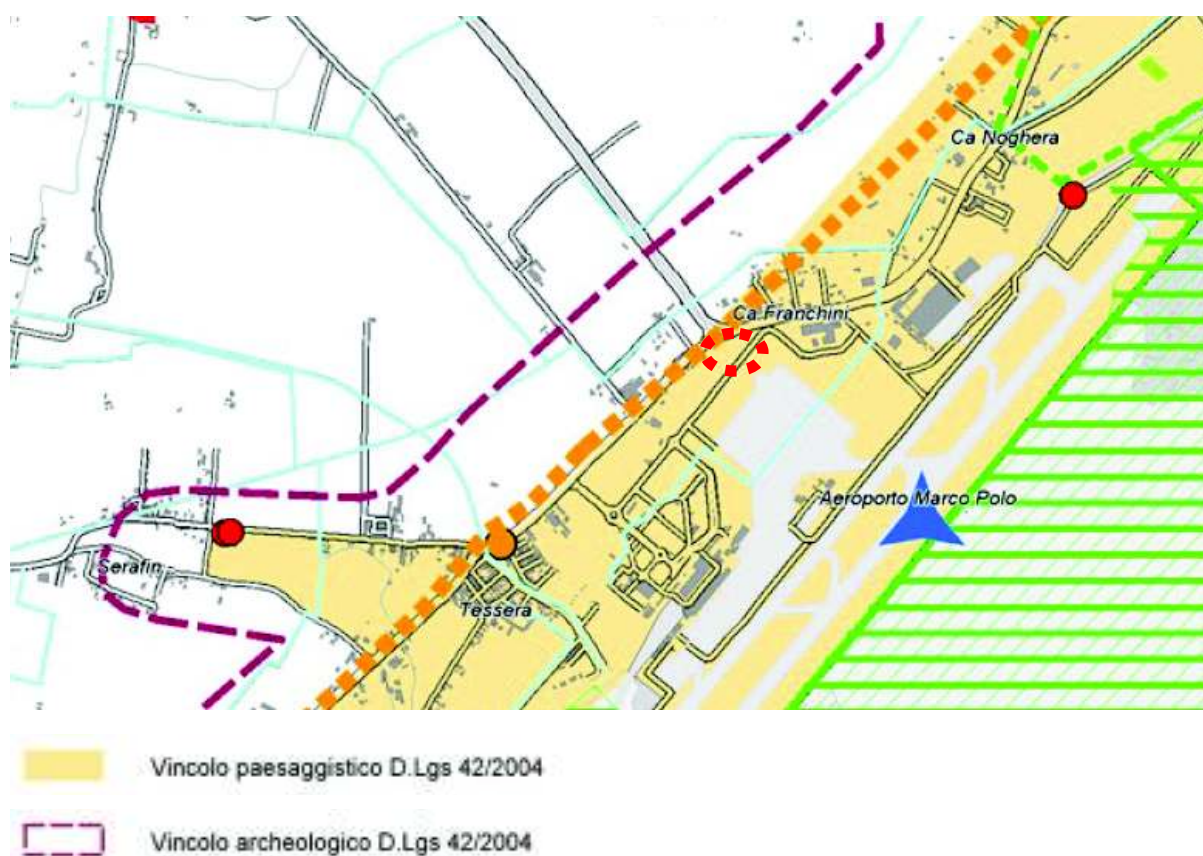 Ca Noghera
Ca Franchini
Aeroporto Marco Polo
Serafin
Tessera
Vincolo paesaggistico D.Lgs 42/2004
Vincolo archeologico D.Lgs 42/2004